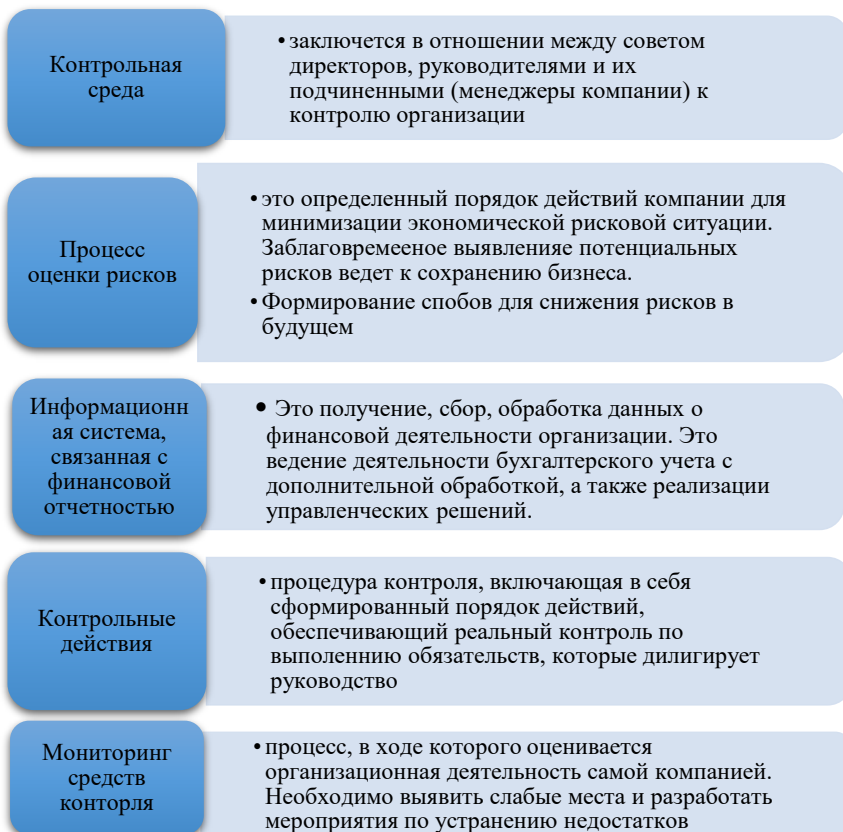 Контрольная
среда
•заключется в отношении между советом
директоров, руководителями и их
подчиненными (менеджеры компании) к
контролю организации
Процесс
оценки рисков
•это определенный порядок действий компании для
минимизации экономической рисковой ситуации.
Заблаговремееное выявленияе потенциальных
рисков ведет к сохранению бизнеса.
•Формирование спобов для снижения рисков в
будущем
Информационн
ая система,
связанная с
финансовой
отчетностью
• Это получение, сбор, обработка данных о
финансовой деятельности организации. Это
ведение деятельности бухгалтерского учета с
дополнительной обработкой, а также реализации
управленческих решений.
Контрольные
действия
•процедура контроля, включающая в себя
сформированный порядок действий,
обеспечивающий реальный контроль по
выполеннию обязательств, которые дилигирует
руководство
Мониторинг
средств
конторля
•процесс, в ходе которого оценивается
организационная деятельность самой компанией.
Необходимо выявить слабые места и разработать
мероприятия по устранению недостатков